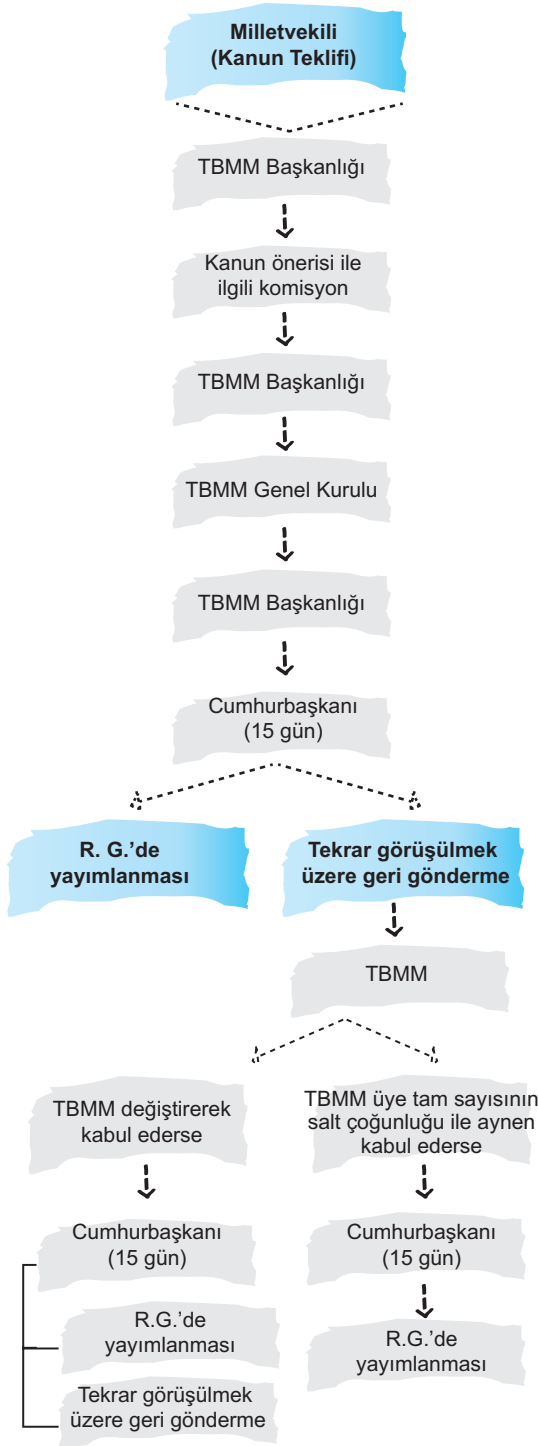 Milletvekili
(Kanun Teklifi)
TBMM Başkanlığı
Kanun önerisi ile
ilgili komisyon
TBMM Başkanlığı
TBMM Genel Kurulu
TBMM Başkanlığı
Cumhurbaşkanı
(15 gün)
R. G.’de
yayımlanması
Tekrar görüşülmek
üzere geri gönderme
TBMM
TBMM değiştirerek
kabul ederse
Cumhurbaşkanı
(15 gün)
R.G.’de
yayımlanması
Tekrar görüşülmek
üzere geri gönderme
TBMM üye tam sayısının
salt çoğunluğu ile aynen
kabul ederse
Cumhurbaşkanı
(15 gün)
R.G.’de
yayımlanması